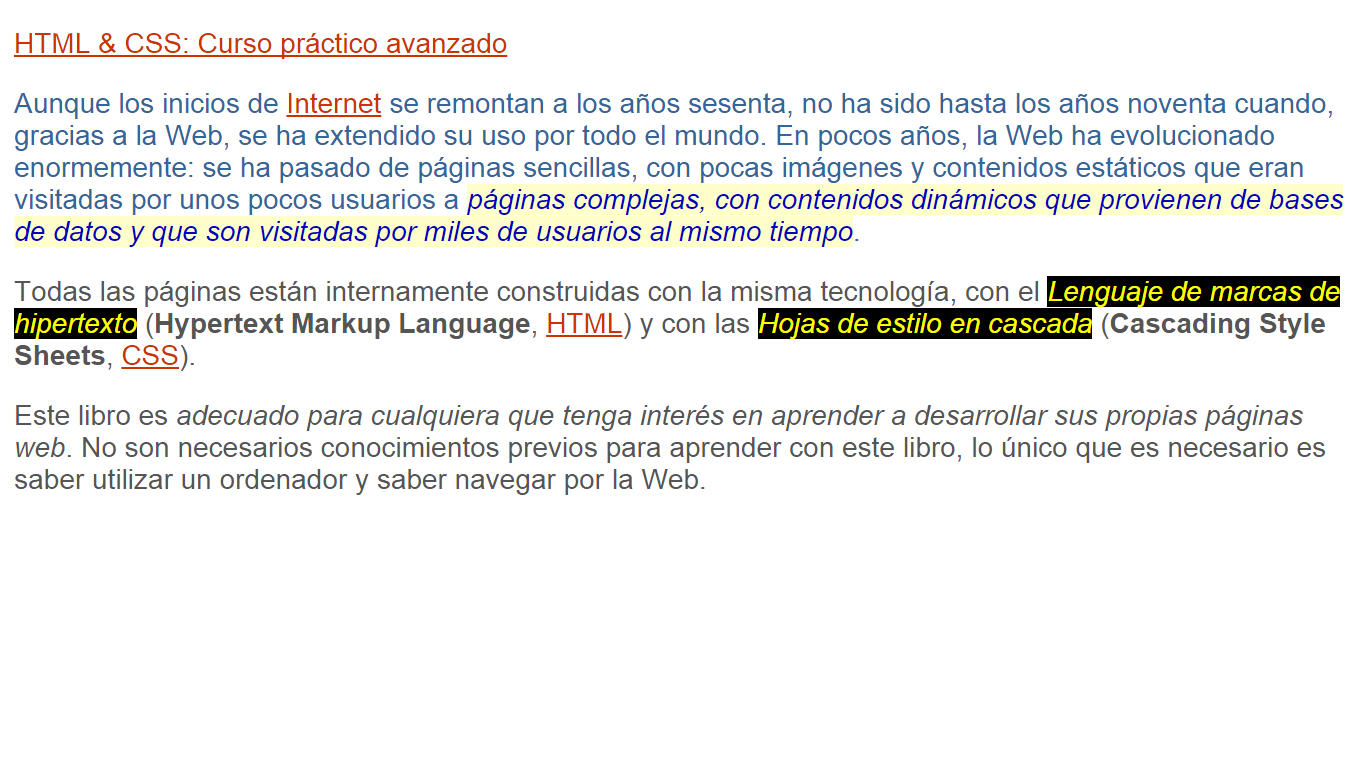 HTML & CSS: Curso práctico avanzado
Aunque los inicios de Internet se remontan a los años sesenta, no ha sido hasta los años noventa cuando,
gracias a la Web, se ha extendido su uso por todo el mundo. En pocos años, la Web ha evolucionado
enormemente: se ha pasado de páginas sencillas, con pocas imágenes y contenidos estáticos que eran
visitadas por unos pocos usuarios a páginas complejas, con contenidos dinámicos que provienen de bases
de datos y que son visitadas por miles de usuarios al mismo tiempo.
Todas las páginas están internamente construidas con la misma tecnología, con el Lenguaje de marcas de
hipertexto (Hypertext Markup Language, HTML) y con las Hojas de estilo en cascada (Cascading Style
Sheets, CSS).
Este libro es adecuado para cualquiera que tenga interés en aprender a desarrollar sus propias páginas
web. No son necesarios conocimientos previos para aprender con este libro, lo único que es necesario es
saber utilizar un ordenador y saber navegar por la Web.